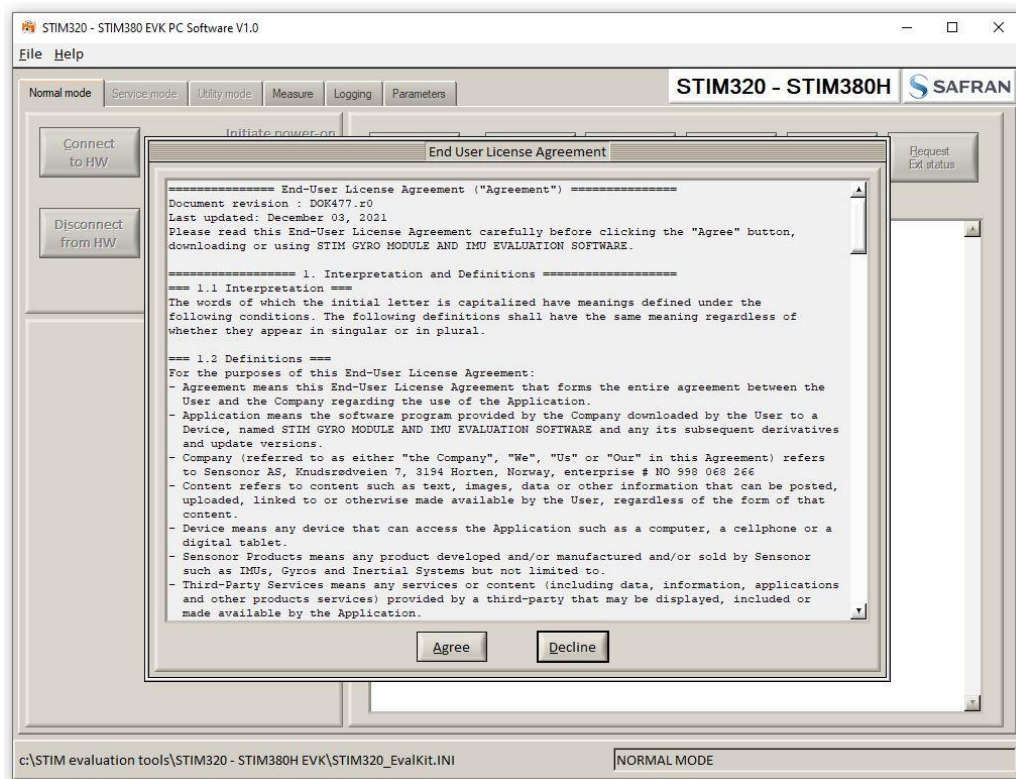 STIM320 - STIM380 EVK PC Software V1.0
File Help
Normal mode Service mode Utility mode Measure Logging Parameters
STIM320 - STIM380H SAFRAN
Connect
to HW
Initiate power-on
Request
Ext status
Disconnect
from HW
End User License Agreement
=============== End-User License Agreement ("Agreement") ===============
Document revision : DOK477.r0
Last updated: December 03, 2021
Please read this End-User License Agreement carefully before clicking the "Agree" button,
downloading or using STIM GYRO MODULE AND IMU EVALUATION SOFTWARE.
================== 1. Interpretation and Definitions ===================
=== 1.1 Interpretation ===
The words of which the initial letter is capitalized have meanings defined under the
following conditions. The following definitions shall have the same meaning regardless of
whether they appear in singular or in plural.
=== 1.2 Definitions ===
For the purposes of this End-User License Agreement:
- Agreement means this End-User License Agreement that forms the entire agreement between the
User and the Company regarding the use of the Application.
- Application means the software program provided by the Company downloaded by the User to a
Device, named STIM GYRO MODULE AND IMU EVALUATION SOFTWARE and any its subsequent derivatives
and update versions.
- Company (referred to as either "the Company", "We", "Us" or "Our" in this Agreement) refers
to Sensonor AS, Knudsrødveien 7, 3194 Horten, Norway, enterprise # NO 998 068 266
- Content refers to content such as text, images, data or other information that can be posted,
uploaded, linked to or otherwise made available by the User, regardless of the form of that
content.
- Device means any device that can access the Application such as a computer, a cellphone or a
digital tablet.
- Sensonor Products means any product developed and/or manufactured and/or sold by Sensonor
such as IMUs, Gyros and Inertial Systems but not limited to.
- Third-Party Services means any services or content (including data, information, applications
and other products services) provided by a third-party that may be displayed, included or
made available by the Application.
Agree Decline
c:\STIM evaluation tools\STIM320 - STIM380H EVK\STIM320_EvalKit.INI NORMAL MODE